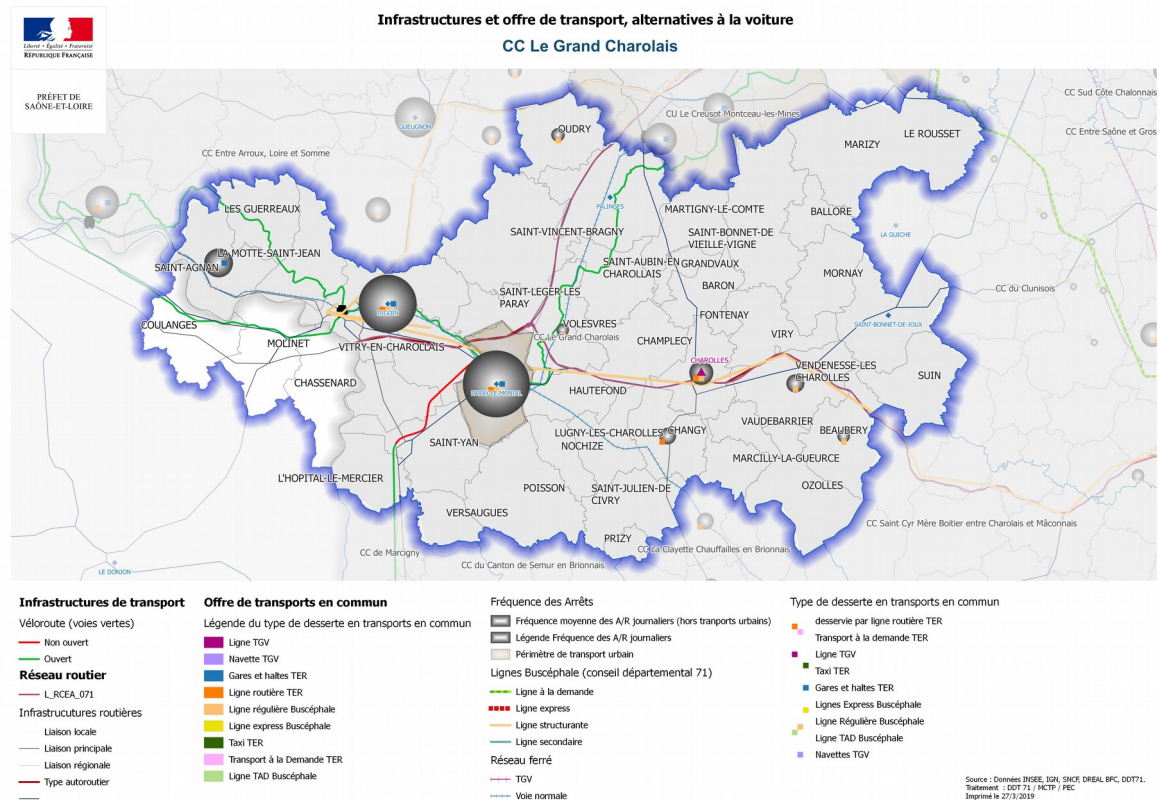 Infrastructures et offre de transport, alternatives à la voiture
CC Le Grand Charolais
Liberté • Égalité • Fraternité
RÉPUBLIQUE FRANÇAISE
PRÉFET DE
SAÔNE-ET-LOIRE
CC Sud Côte Chalonnaise
CU Le Creusot Montceau-les-Mines
GUEUGNON
OUDRY
LE ROUSSET
CC Entre Saône et Gros
MARIZY
CC Entre Arroux, Loire et Somme
PALINGES
LES GUERREAUX
MARTIGNY-LE-COMTE
BALLORE
SAINT-VINCENT-BRAGNY
SAINT-BONNET-DE
VIEILLE-VIGNE
LA GUICHE
LA MOTTE-SAINT-JEAN
SAINT-AGNAN
SAINT-AUBIN-EN
CHAROLLAIS
GRANDVAUX
MORNAY
BARON
CC du Clunisois
SAINT-LEGER-LES
PARAY
DIGOIN
FONTENAY
COULANGES
VOLESVRES
SAINT-BONNET-DE-JOUX
CC Le Grand Charolais
VIRY
MOLINET
VITRY-EN-CHAROLLAIS
CHAMPLECY
CHAROLLES
VENDENESSE-LES
CHAROLLES
SUIN
CHASSENARD
PARAY-LE-MONIAL
HAUTEFOND
VAUDEBARRIER
BEAUBERY
SAINT-YAN
LUGNY-LES-CHAROLLES
CHANGY
NOCHIZE
MARCILLY-LA-GUEURCE
L'HOPITAL-LE-MERCIER
POISSON
SAINT-JULIEN-DE
CIVRY
OZOLLES
VERSAUGUES
CC Saint Cyr Mère Boitier entre Charolais et Mâconnais
PRIZY
CC de Marcigny
CC La Clayette Chauffailles en Brionnais
CC du Canton de Semur en Brionnais
LE DONJON
Infrastructures de transport
Véloroute (voies vertes)
Non ouvert
Ouvert
Réseau routier
L_RCEA_071
Infrastrucutures routières
Liaison locale
Liaison principale
Liaison régionale
Type autoroutier
Offre de transports en commun
Légende du type de desserte en transports en commun
Ligne TGV
Navette TGV
Gares et haltes TER
Ligne routière TER
Ligne régulière Buscéphale
Ligne express Buscéphale
Taxi TER
Transport à la Demande TER
Ligne TAD Buscéphale
Fréquence des Arrêts
Fréquence moyenne des A/R journaliers (hors tranports urbains)
Légende Fréquence des A/R journaliers
Périmètre de transport urbain
Lignes Buscéphale (conseil départemental 71)
Ligne à la demande
Ligne express
Ligne structurante
Ligne secondaire
Réseau ferré
TGV
Voie normale
Type de desserte en transports en commun
desservie par ligne routière TER
Transport à la demande TER
Ligne TGV
Taxi TER
Gares et haltes TER
Lignes Express Buscéphale
Ligne Régulière Buscéphale
Ligne TAD Buscéphale
Navettes TGV
Source : Données INSEE, IGN, SNCF, DREAL BFC, DDT71.
Traitement : DDT 71 / MCTP / PEC
Imprimé le 27/3/2019